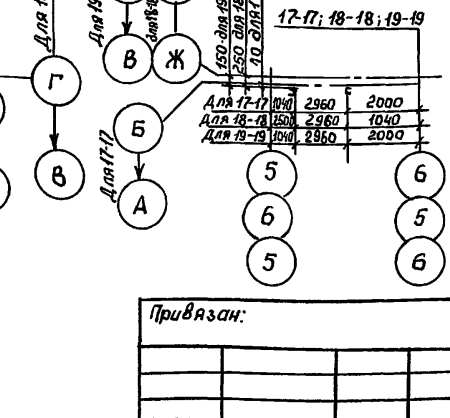 17-17; 18-18; 19-19
Для 1
Для 19
для 18-18
150 для 19
250 для 18
10 для 1
В
Ж
Г
Для 17-17 1040 2960 2000
Для 18-18 2500 2960 1040
Для 19-19 1040 2960 2000
Б
Для 17-17
В
А
5
6
6
5
5
6
Привязан: